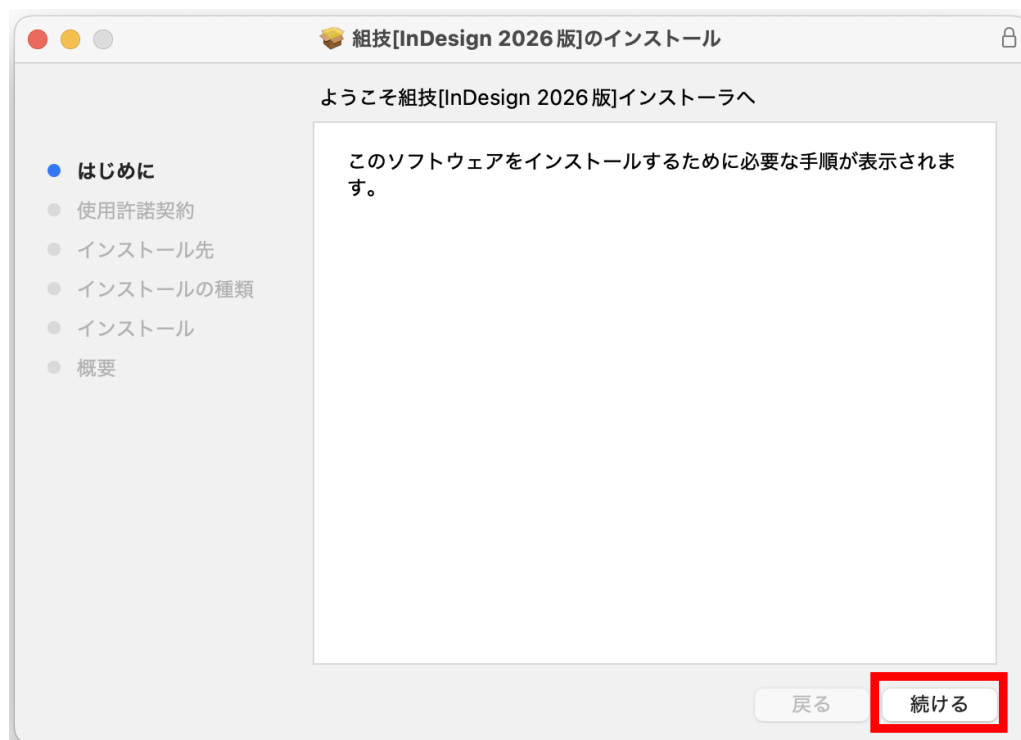 組技[InDesign 2026版]のインストール
ようこそ組技[InDesign 2026版]インストーラへ
はじめに
使用許諾契約
インストール先
インストールの種類
インストール
概要
このソフトウェアをインストールするために必要な手順が表示されま
す。
戻る
続ける